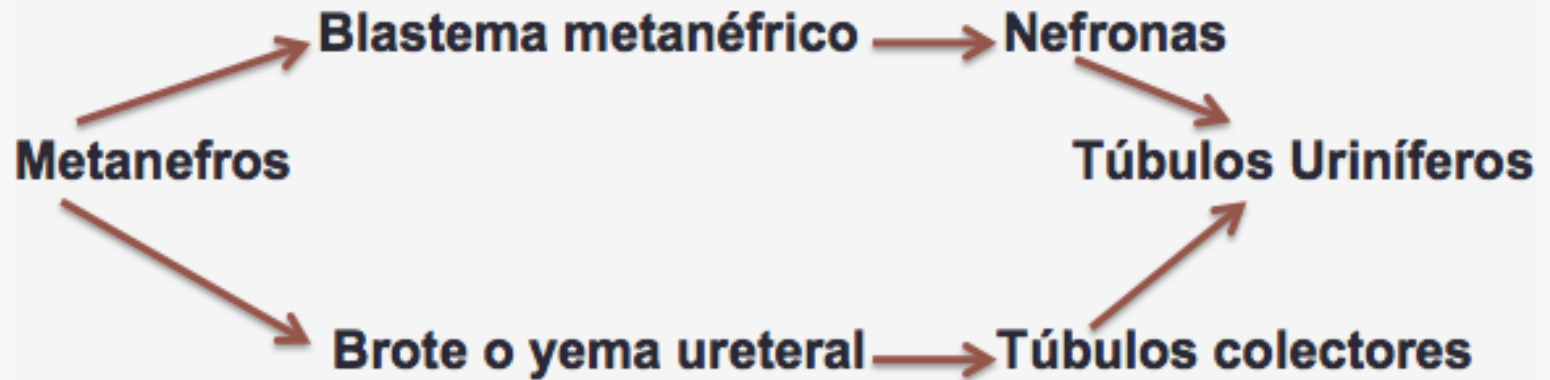 Blastema metanéfrico Nefronas
Metanefros Túbulos Uriníferos
Brote o yema ureteral Túbulos colectores